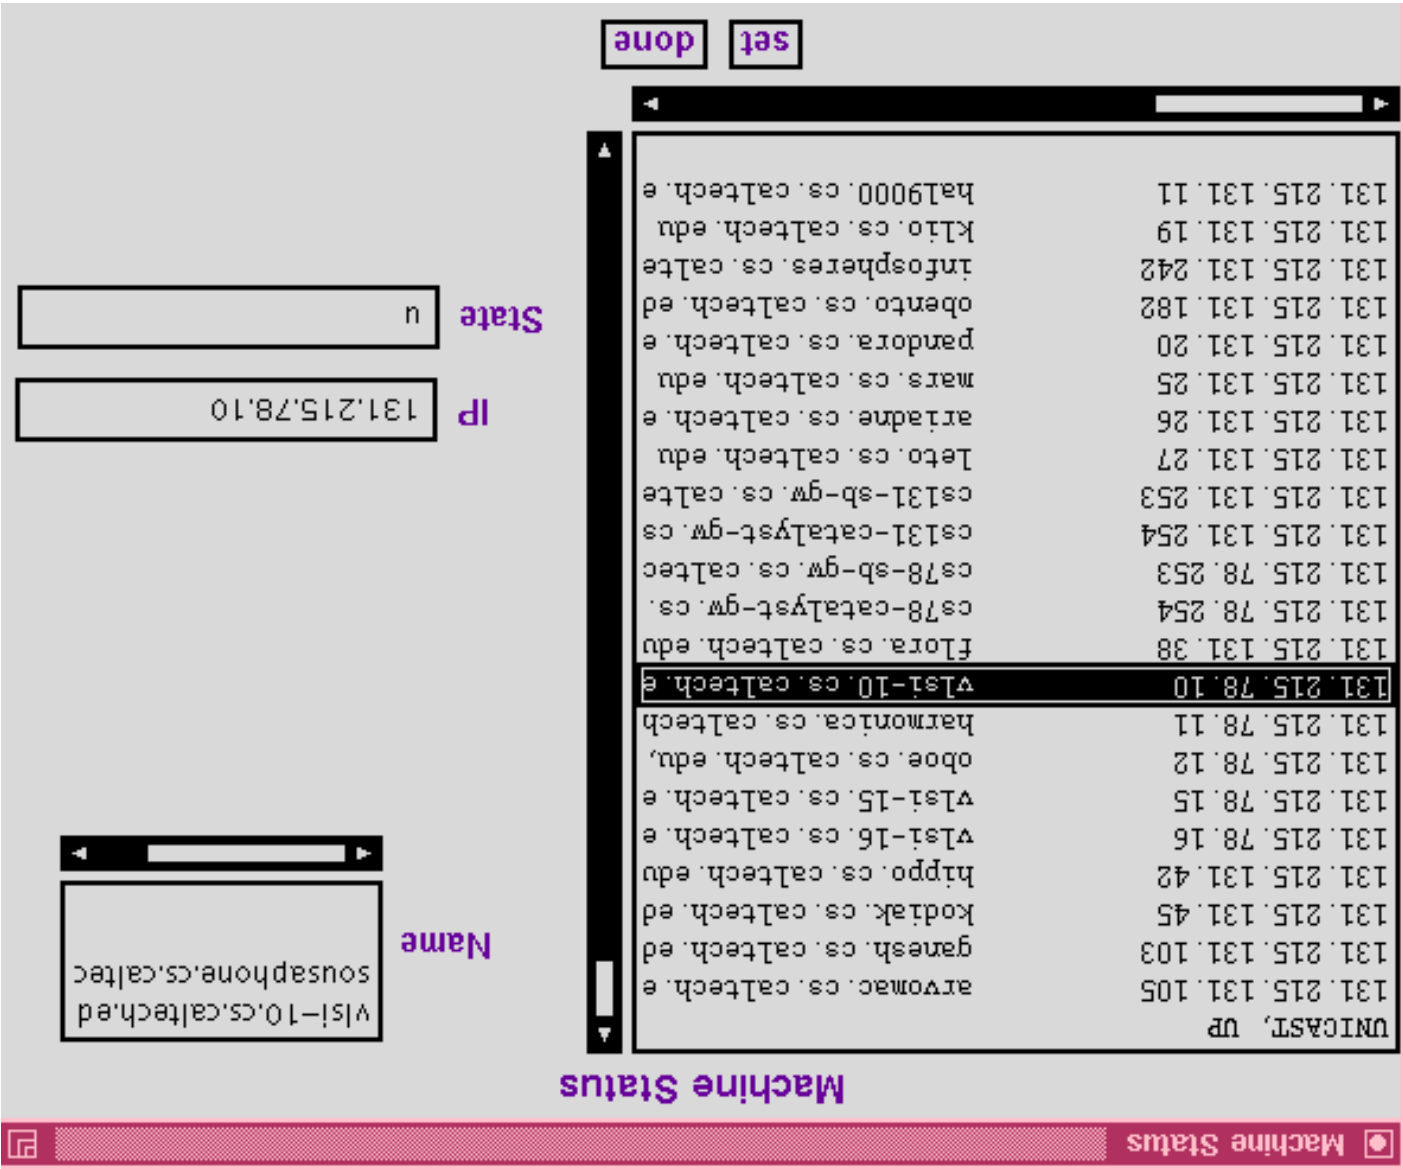 Machine Status
Machine Status
UNICAST, UP
131.215.131.105 arvomac.cs.caltech.e
131.215.131.103 ganesh.cs.caltech.ed
131.215.131.45 kodiak.cs.caltech.ed
131.215.131.42 hippo.cs.caltech.edu
131.215.78.16 vlsi-16.cs.caltech.e
131.215.78.15 vlsi-15.cs.caltech.e
131.215.78.12 oboe.cs.caltech.edu,
131.215.78.11 harmonica.cs.caltech
131.215.78.10 vlsi-10.cs.caltech.e
131.215.131.38 flora.cs.caltech.edu
131.215.78.254 cs78-catalyst-gw.cs.
131.215.78.253 cs78-sb-gw.cs.caltec
131.215.131.254 cs131-catalyst-gw.cs
131.215.131.253 cs131-sb-gw.cs.calte
131.215.131.27 leto.cs.caltech.edu
131.215.131.26 ariadne.cs.caltech.e
131.215.131.25 mars.cs.caltech.edu
131.215.131.20 pandora.cs.caltech.e
131.215.131.182 obento.cs.caltech.ed
131.215.131.242 infospheres.cs.calte
131.215.131.19 klio.cs.caltech.edu
131.215.131.11 hal9000.cs.caltech.e
Name
vlsi-10.cs.caltech.ed
sousaphone.cs.caltec
IP 131.215.78.10
State u
set done